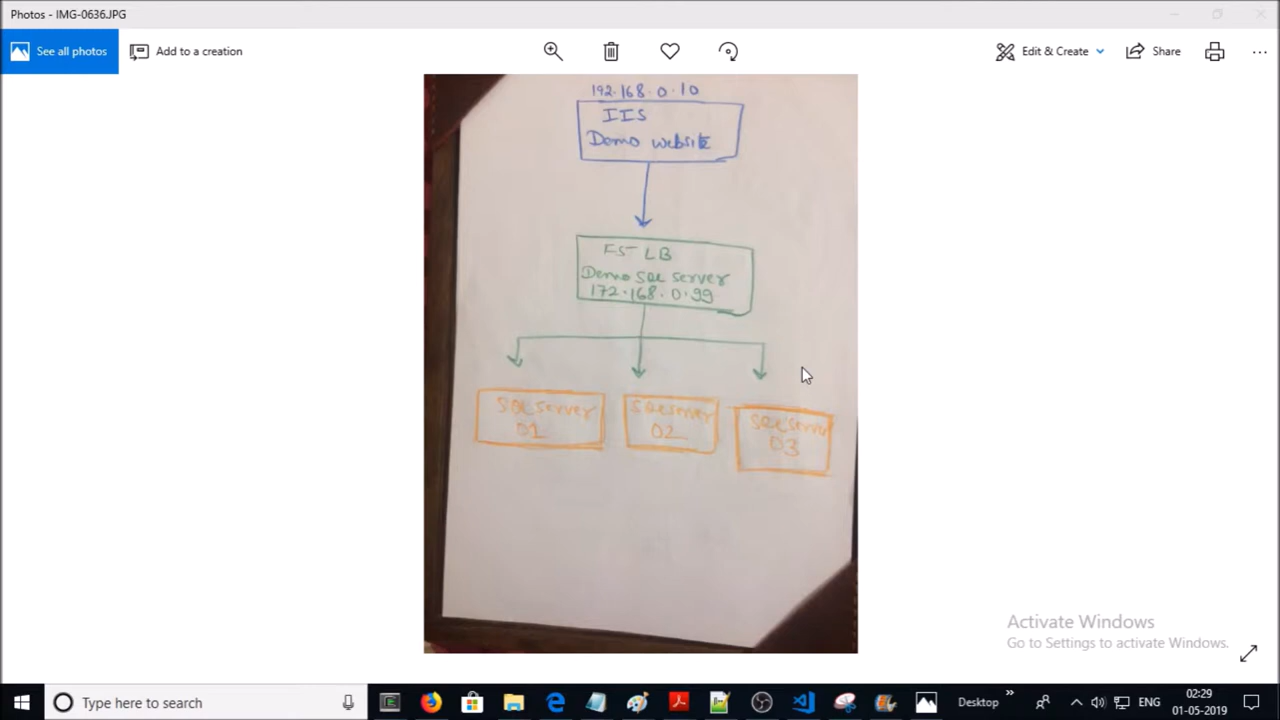 Photos - IMG-0636.JPG
See all photos
Add to a creation
Edit & Create
Share
192.168.0.10
IIS
Demo website
F5 LB
Demo SQL server
172.168.0.99
SQL server
01
SQL server
02
SQL server
03
Activate Windows
Go to Settings to activate Windows.
Type here to search
Desktop
ENG
02:29
01-05-2019